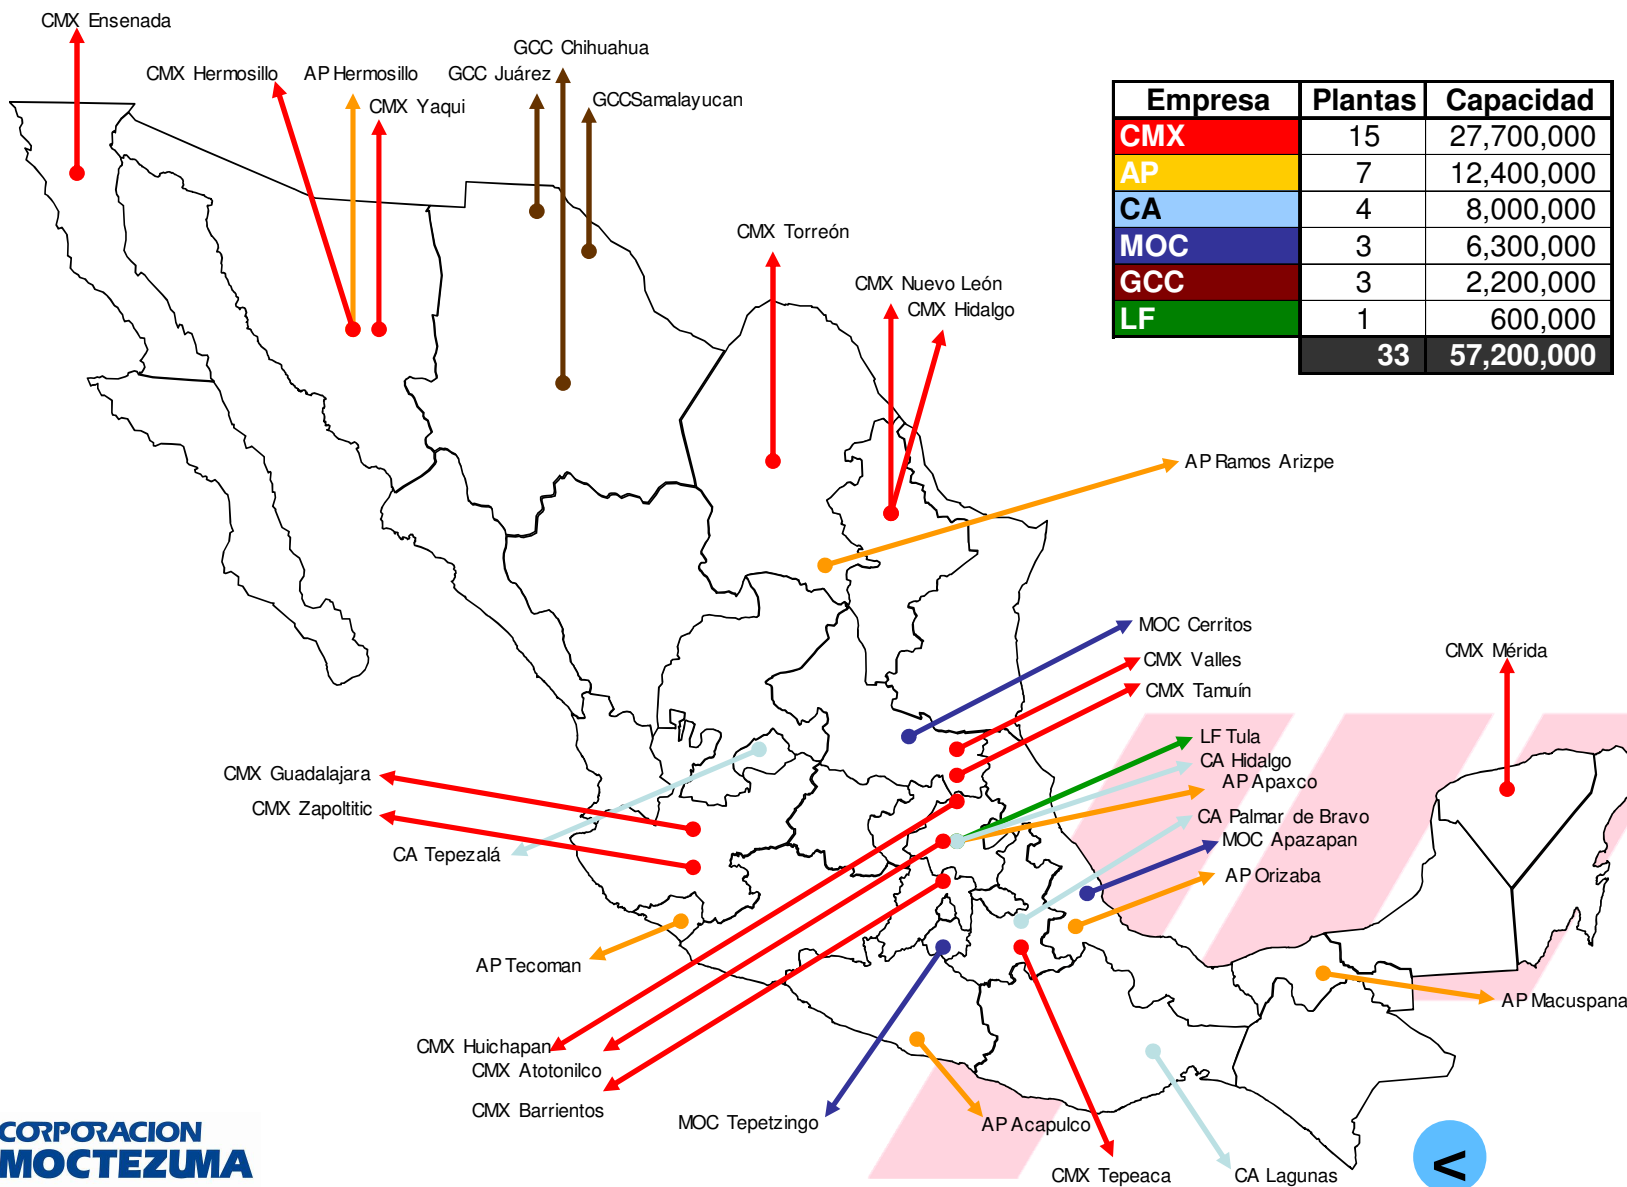 CMX Ensenada
GCC Chihuahua
CMX Hermosillo
AP Hermosillo
GCC Juárez
CMX Yaqui
GCCSamalayucan
Empresa Plantas Capacidad
CMX 15 27,700,000
AP 7 12,400,000
CA 4 8,000,000
MOC 3 6,300,000
GCC 3 2,200,000
LF 1 600,000
33 57,200,000
CMX Torreón
CMX Nuevo León
CMX Hidalgo
AP Ramos Arizpe
MOC Cerritos
CMX Valles
CMX Mérida
CMX Tamuín
LF Tula
CA Hidalgo
AP Apaxco
CMX Guadalajara
CMX Zapoltitic
CA Palmar de Bravo
MOC Apazapan
CA Tepezalá
AP Orizaba
AP Tecoman
AP Macuspana
CMX Huichapan
CMX Atotonilco
CMX Barrientos
MOC Tepetzingo
AP Acapulco
CMX Tepeaca
CA Lagunas
CORPORACION
MOCTEZUMA
<